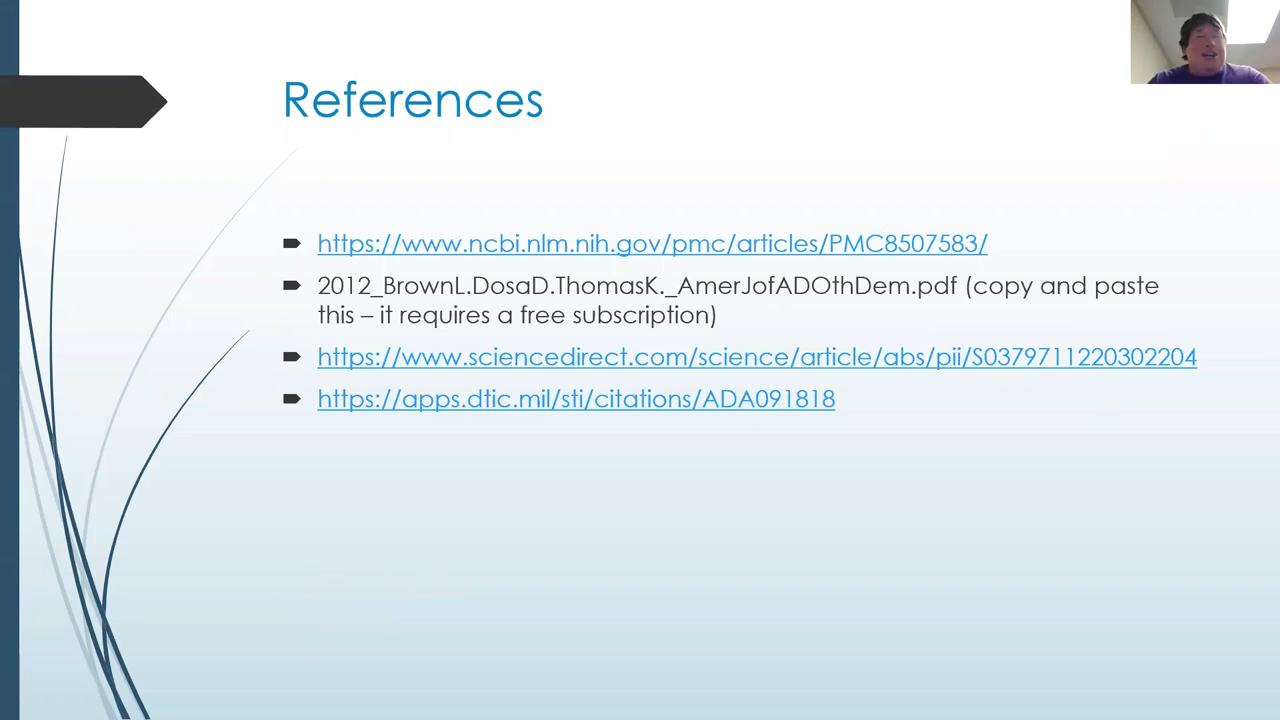 References
https://www.ncbi.nlm.nih.gov/pmc/articles/PMC8507583/
2012_BrownL.DosaD.ThomasK._AmerJofADOthDem.pdf (copy and paste
this – it requires a free subscription)
https://www.sciencedirect.com/science/article/abs/pii/S0379711220302204
https://apps.dtic.mil/sti/citations/ADA091818